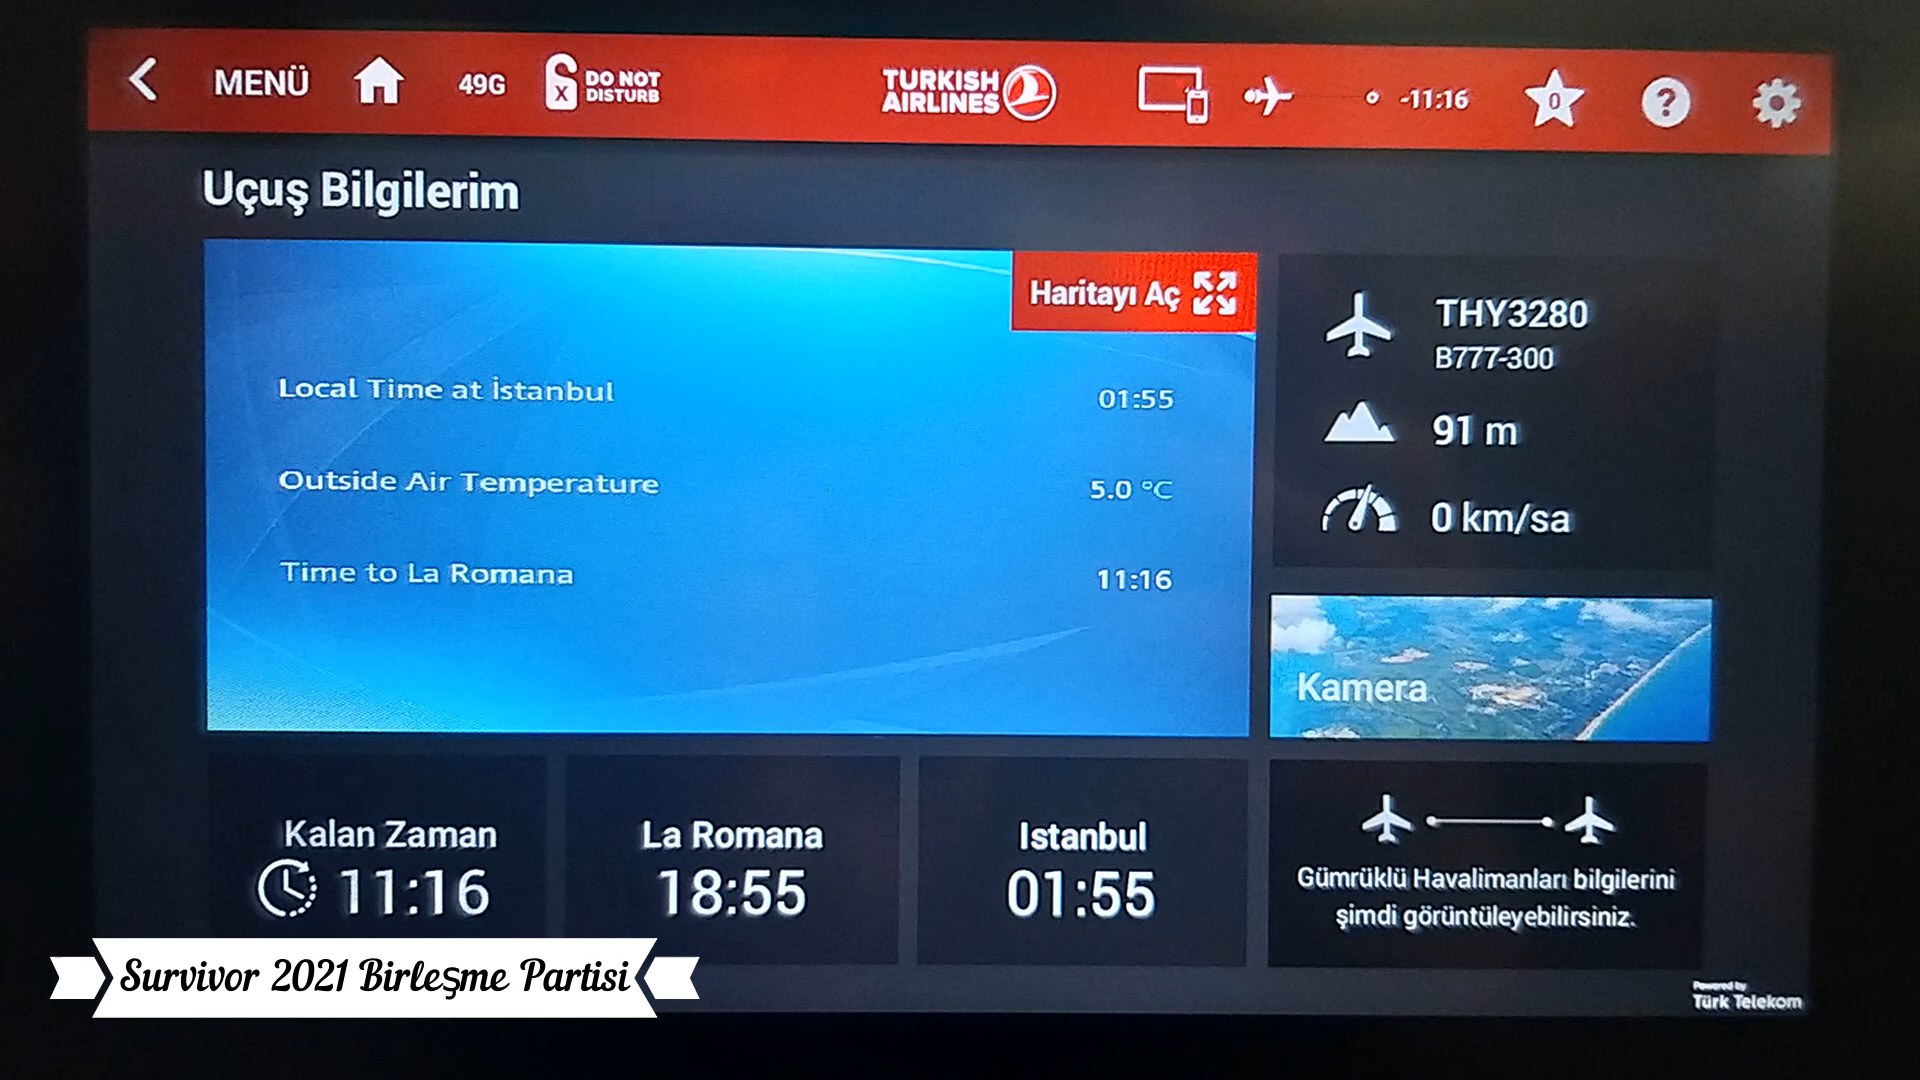 MENÜ
49G
DO NOT
DISTURB
X
TURKISH
AIRLINES
-11:16
0
?
Uçuş Bilgilerim
Haritayı Aç
Local Time at İstanbul 01:55
Outside Air Temperature 5.0 °C
Time to La Romana 11:16
THY3280
B777-300
91 m
0 km/sa
Kamera
Kalan Zaman
11:16
La Romana
18:55
Istanbul
01:55
Gümrüklü Havalimanları bilgilerini
şimdi görüntüleyebilirsiniz.
Survivor 2021 Birleşme Partisi
Powered by
Türk Telekom